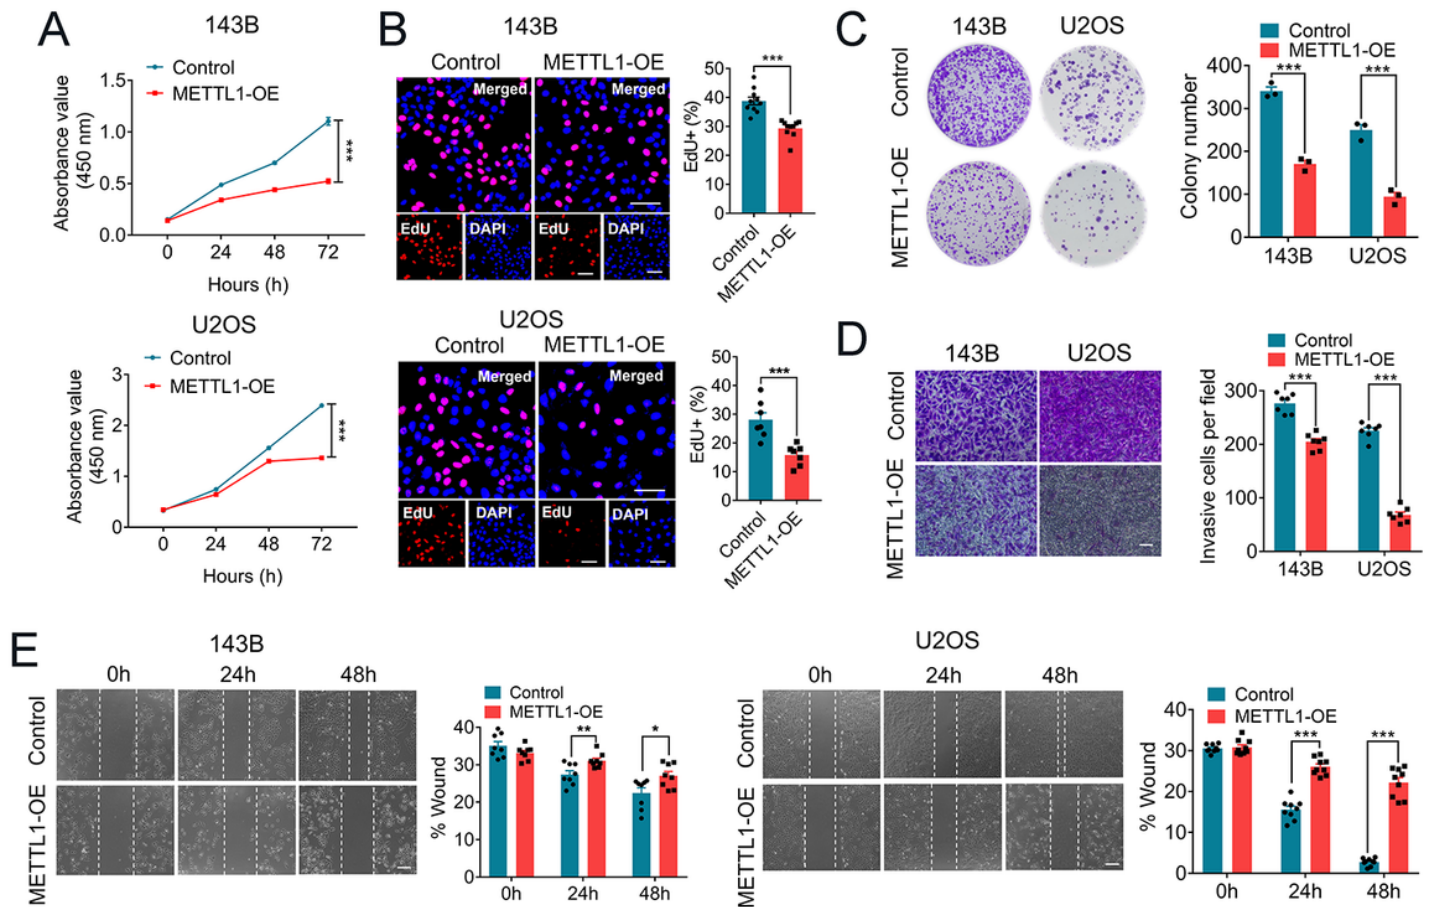 A
143B
Control
METTL1-OE
Absorbance value
(450 nm)
1.5
1.0
0.5
0.0
***
0 24 48 72
Hours (h)
U2OS
Control
METTL1-OE
Absorbance value
(450 nm)
3
2
1
0
***
0 24 48 72
Hours (h)
B
143B
Control METTL1-OE
Merged Merged
EdU DAPI EdU DAPI
EdU+ (%)
50
40
30
20
10
0
***
Control
METTL1-OE
U2OS
Control METTL1-OE
Merged Merged
EdU DAPI EdU DAPI
EdU+ (%)
50
40
30
20
10
0
***
Control
METTL1-OE
C
143B U2OS
Control
METTL1-OE
Control
METTL1-OE
Colony number
400
300
200
100
0
*** ***
143B U2OS
D
143B U2OS
Control
METTL1-OE
Control
METTL1-OE
Invasive cells per field
300
200
100
0
*** ***
143B U2OS
E
143B
0h 24h 48h
Control
METTL1-OE
Control
METTL1-OE
% Wound
40
30
20
10
0
** *
0h 24h 48h
U2OS
0h 24h 48h
Control
METTL1-OE
Control
METTL1-OE
% Wound
40
30
20
10
0
*** ***
0h 24h 48h